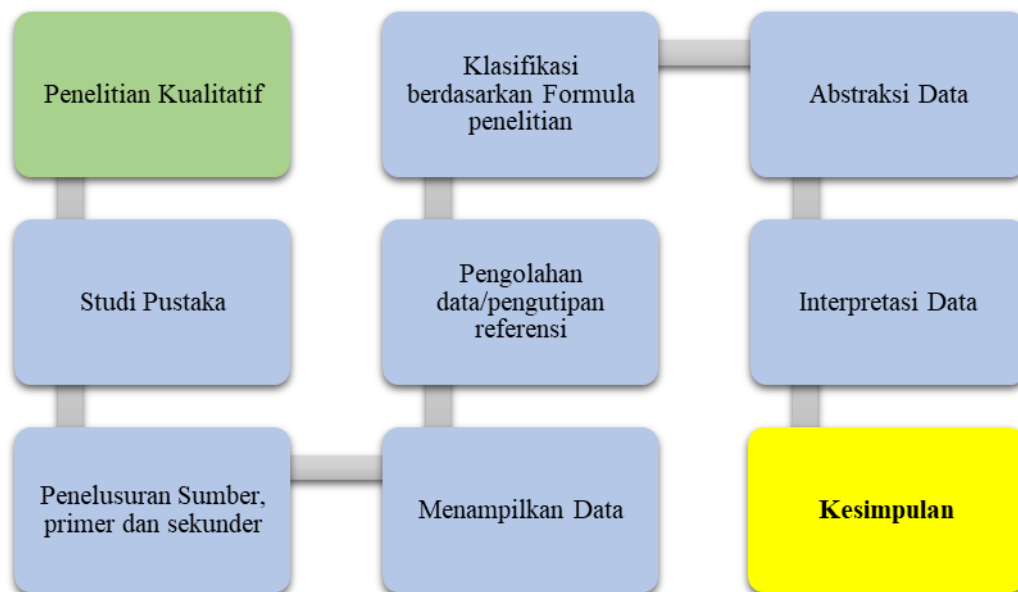 Penelitian Kualitatif
Studi Pustaka
Penelusuran Sumber,
primer dan sekunder
Menampilkan Data
Pengolahan
data/pengutipan
referensi
Klasifikasi
berdasarkan Formula
penelitian
Abstraksi Data
Interpretasi Data
Kesimpulan